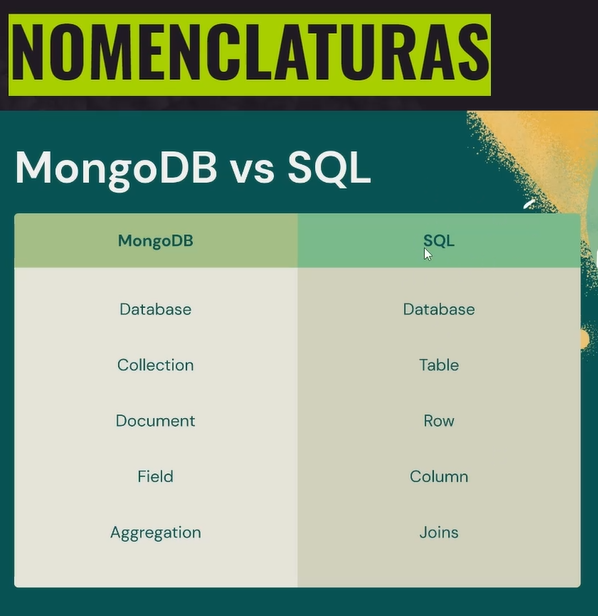 NOMENCLATURAS
MongoDB vs SQL
MongoDB SQL
Database Database
Collection Table
Document Row
Field Column
Aggregation Joins